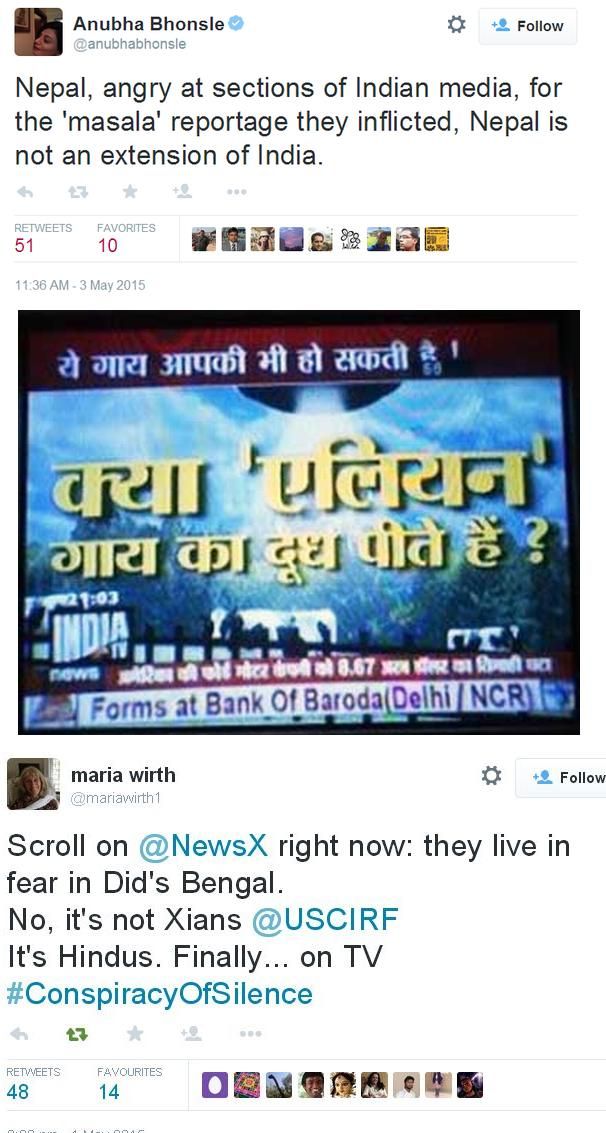 Anubha Bhonsle
@anubhabhonsle
Follow
Nepal, angry at sections of Indian media, for
the 'masala' reportage they inflicted, Nepal is
not an extension of India.
RETWEETS FAVORITES
51 10
11:36 AM - 3 May 2015
ये गाय आपकी भी हो सकती है !
क्या 'एलियन'
गाय का दूध पीते हैं ?
21:03
INDIA
TV
news अमेरिका की फोर्ड मोटर कंपनी को 8.67 अरब डॉलर का तिमाही घाटा
Forms at Bank Of Baroda(Delhi/NCR)
maria wirth
@mariawirth1
Follow
Scroll on @NewsX right now: they live in
fear in Did's Bengal.
No, it's not Xians @USCIRF
It's Hindus. Finally... on TV
#ConspiracyOfSilence
RETWEETS FAVOURITES
48 14